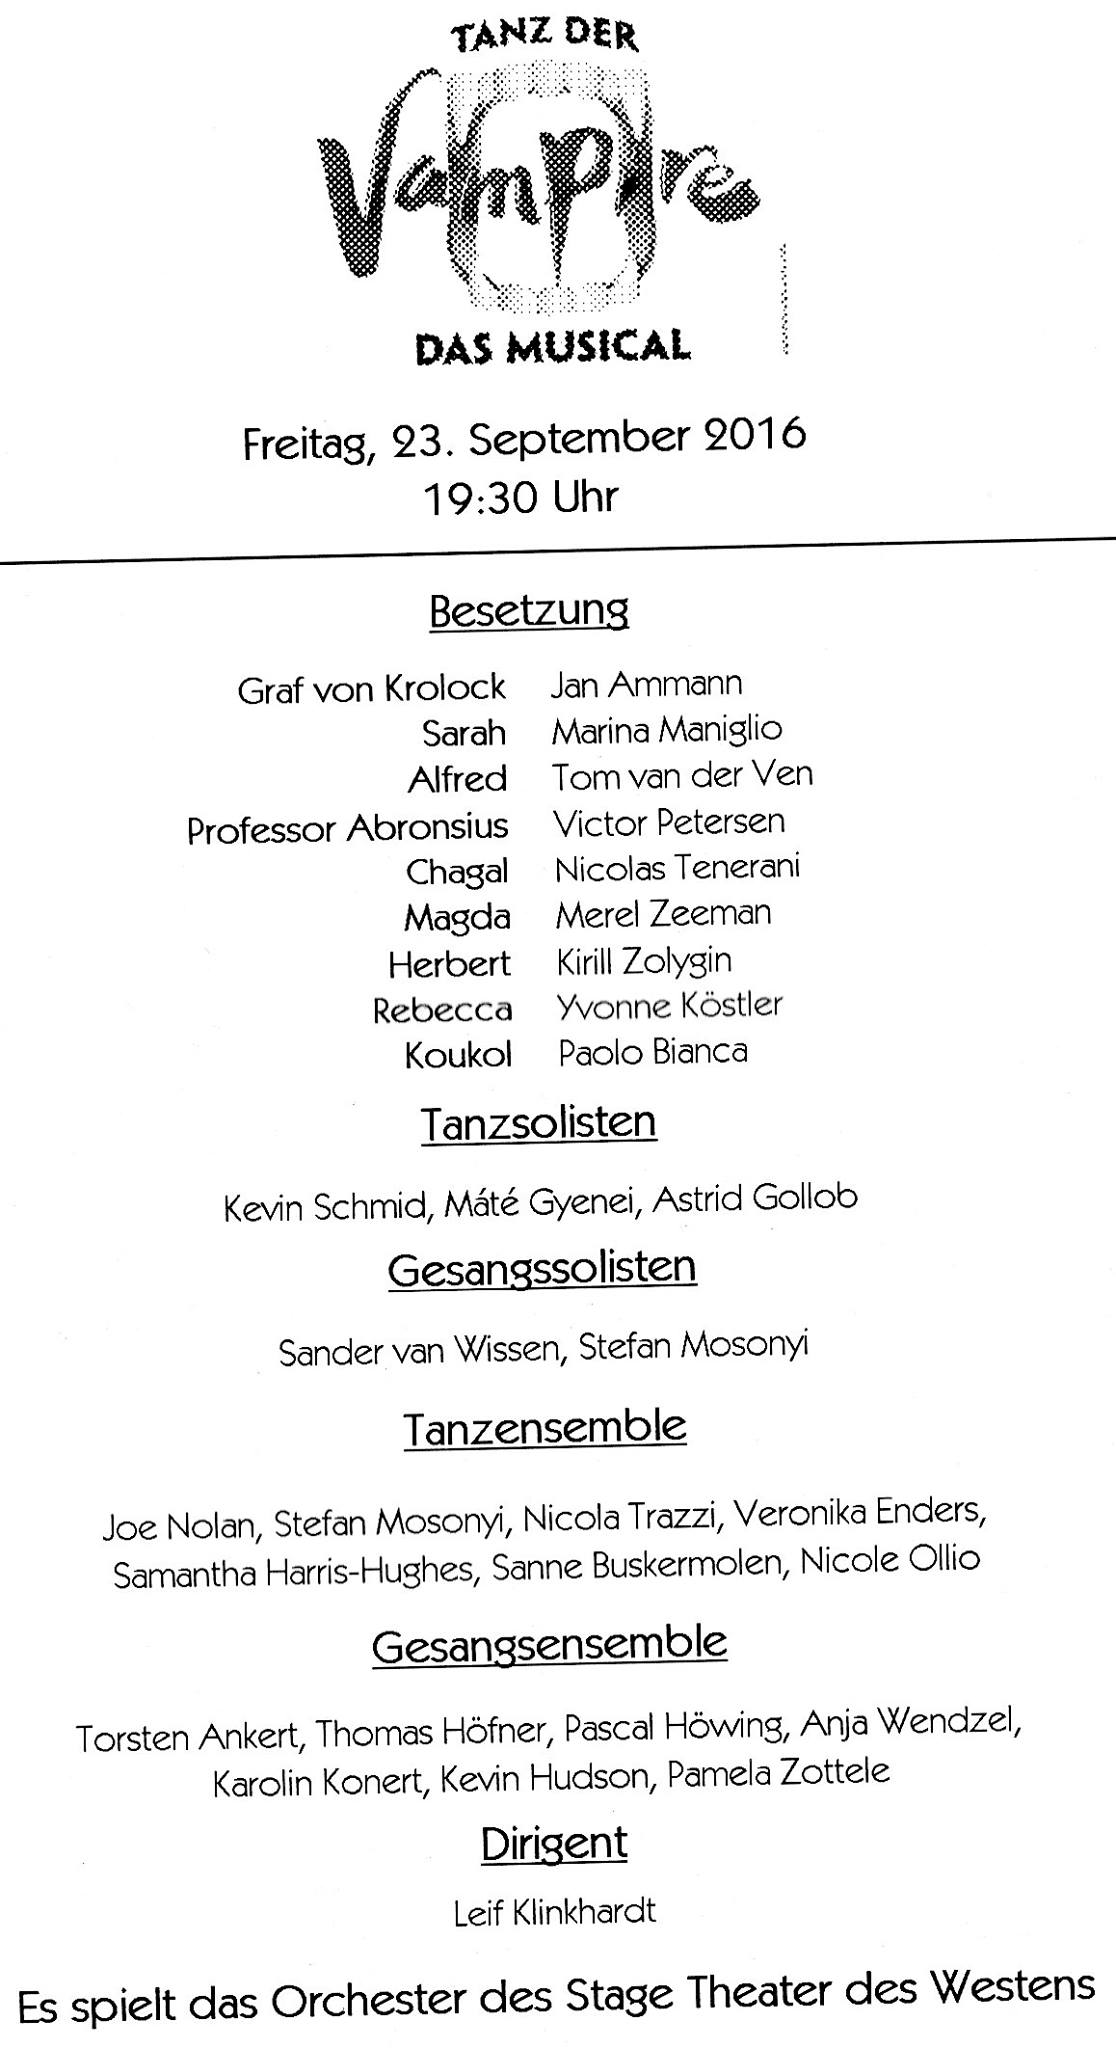 TANZ DER
Vampire
DAS MUSICAL
Freitag, 23. September 2016
19:30 Uhr
Besetzung
Graf von Krolock Jan Ammann
Sarah Marina Maniglio
Alfred Tom van der Ven
Professor Abronsius Victor Petersen
Chagal Nicolas Tenerani
Magda Merel Zeeman
Herbert Kirill Zolygin
Rebecca Yvonne Köstler
Koukol Paolo Bianca
Tanzsolisten
Kevin Schmid, Máté Gyenei, Astrid Gollob
Gesangssolisten
Sander van Wissen, Stefan Mosonyi
Tanzensemble
Joe Nolan, Stefan Mosonyi, Nicola Trazzi, Veronika Enders,
Samantha Harris-Hughes, Sanne Buskermolen, Nicole Ollio
Gesangsensemble
Torsten Ankert, Thomas Höfner, Pascal Höwing, Anja Wendzel,
Karolin Konert, Kevin Hudson, Pamela Zottele
Dirigent
Leif Klinkhardt
Es spielt das Orchester des Stage Theater des Westens